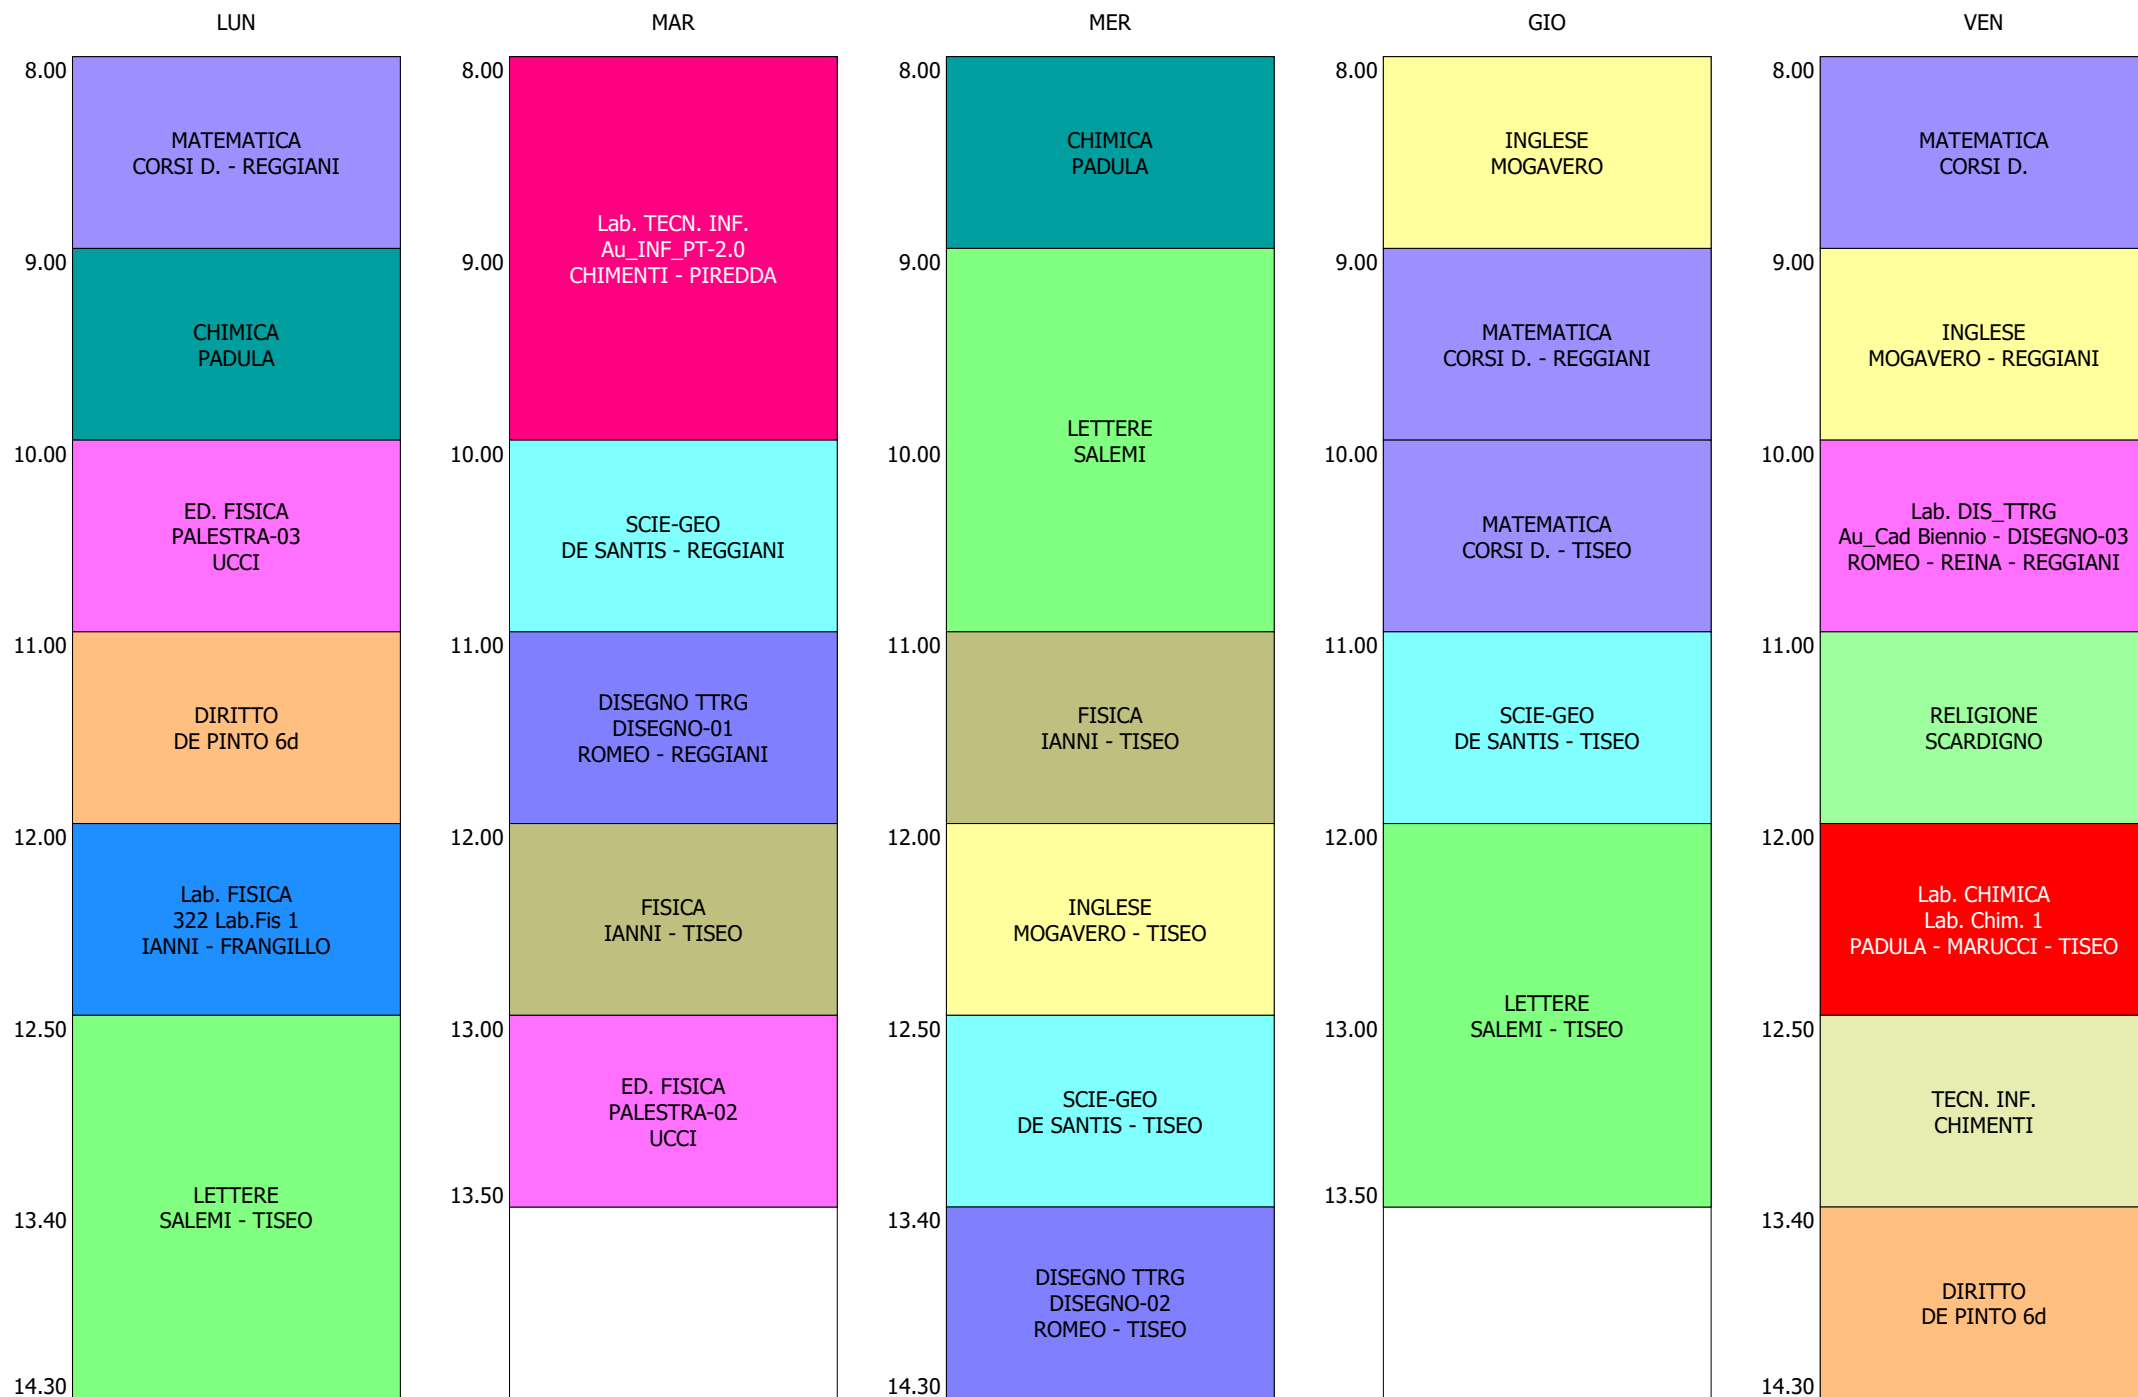 LUN
8.00
MATEMATICA
CORSI D. - REGGIANI
9.00
CHIMICA
PADULA
10.00
ED. FISICA
PALESTRA-03
UCCI
11.00
DIRITTO
DE PINTO 6d
12.00
Lab. FISICA
322 Lab.Fis 1
IANNI - FRANGILLO
12.50
LETTERE
SALEMI - TISEO
13.40
14.30
MAR
8.00
Lab. TECN. INF.
Au_INF_PT-2.0
CHIMENTI - PIREDDA
9.00
10.00
SCIE-GEO
DE SANTIS - REGGIANI
11.00
DISEGNO TTRG
DISEGNO-01
ROMEO - REGGIANI
12.00
FISICA
IANNI - TISEO
13.00
ED. FISICA
PALESTRA-02
UCCI
13.50
MER
8.00
CHIMICA
PADULA
9.00
LETTERE
SALEMI
10.00
11.00
FISICA
IANNI - TISEO
12.00
INGLESE
MOGAVERO - TISEO
12.50
SCIE-GEO
DE SANTIS - TISEO
13.40
DISEGNO TTRG
DISEGNO-02
ROMEO - TISEO
14.30
GIO
8.00
INGLESE
MOGAVERO
9.00
MATEMATICA
CORSI D. - REGGIANI
10.00
MATEMATICA
CORSI D. - TISEO
11.00
SCIE-GEO
DE SANTIS - TISEO
12.00
LETTERE
SALEMI - TISEO
13.00
13.50
VEN
8.00
MATEMATICA
CORSI D.
9.00
INGLESE
MOGAVERO - REGGIANI
10.00
Lab. DIS_TTRG
Au_Cad Biennio - DISEGNO-03
ROMEO - REINA - REGGIANI
11.00
RELIGIONE
SCARDIGNO
12.00
Lab. CHIMICA
Lab. Chim. 1
PADULA - MARUCCI - TISEO
12.50
TECN. INF.
CHIMENTI
13.40
DIRITTO
DE PINTO 6d
14.30